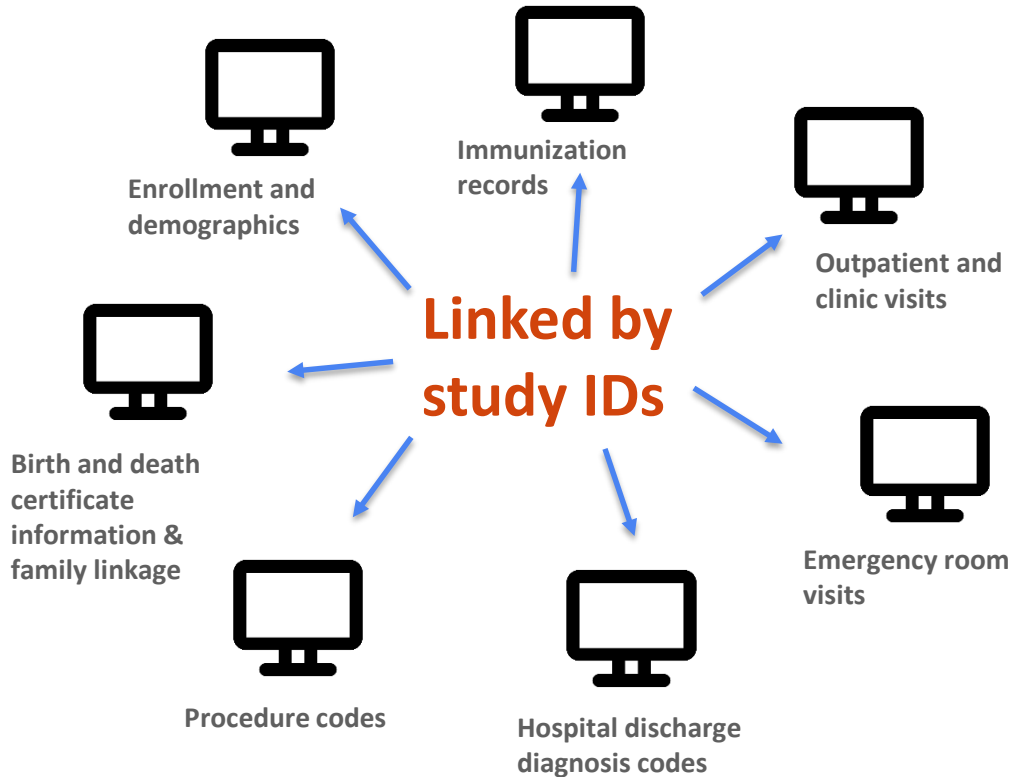 Immunization
records
Enrollment and
demographics
Outpatient and
clinic visits
Linked by
study IDs
Birth and death
certificate
information &
family linkage
Emergency room
visits
Procedure codes
Hospital discharge
diagnosis codes